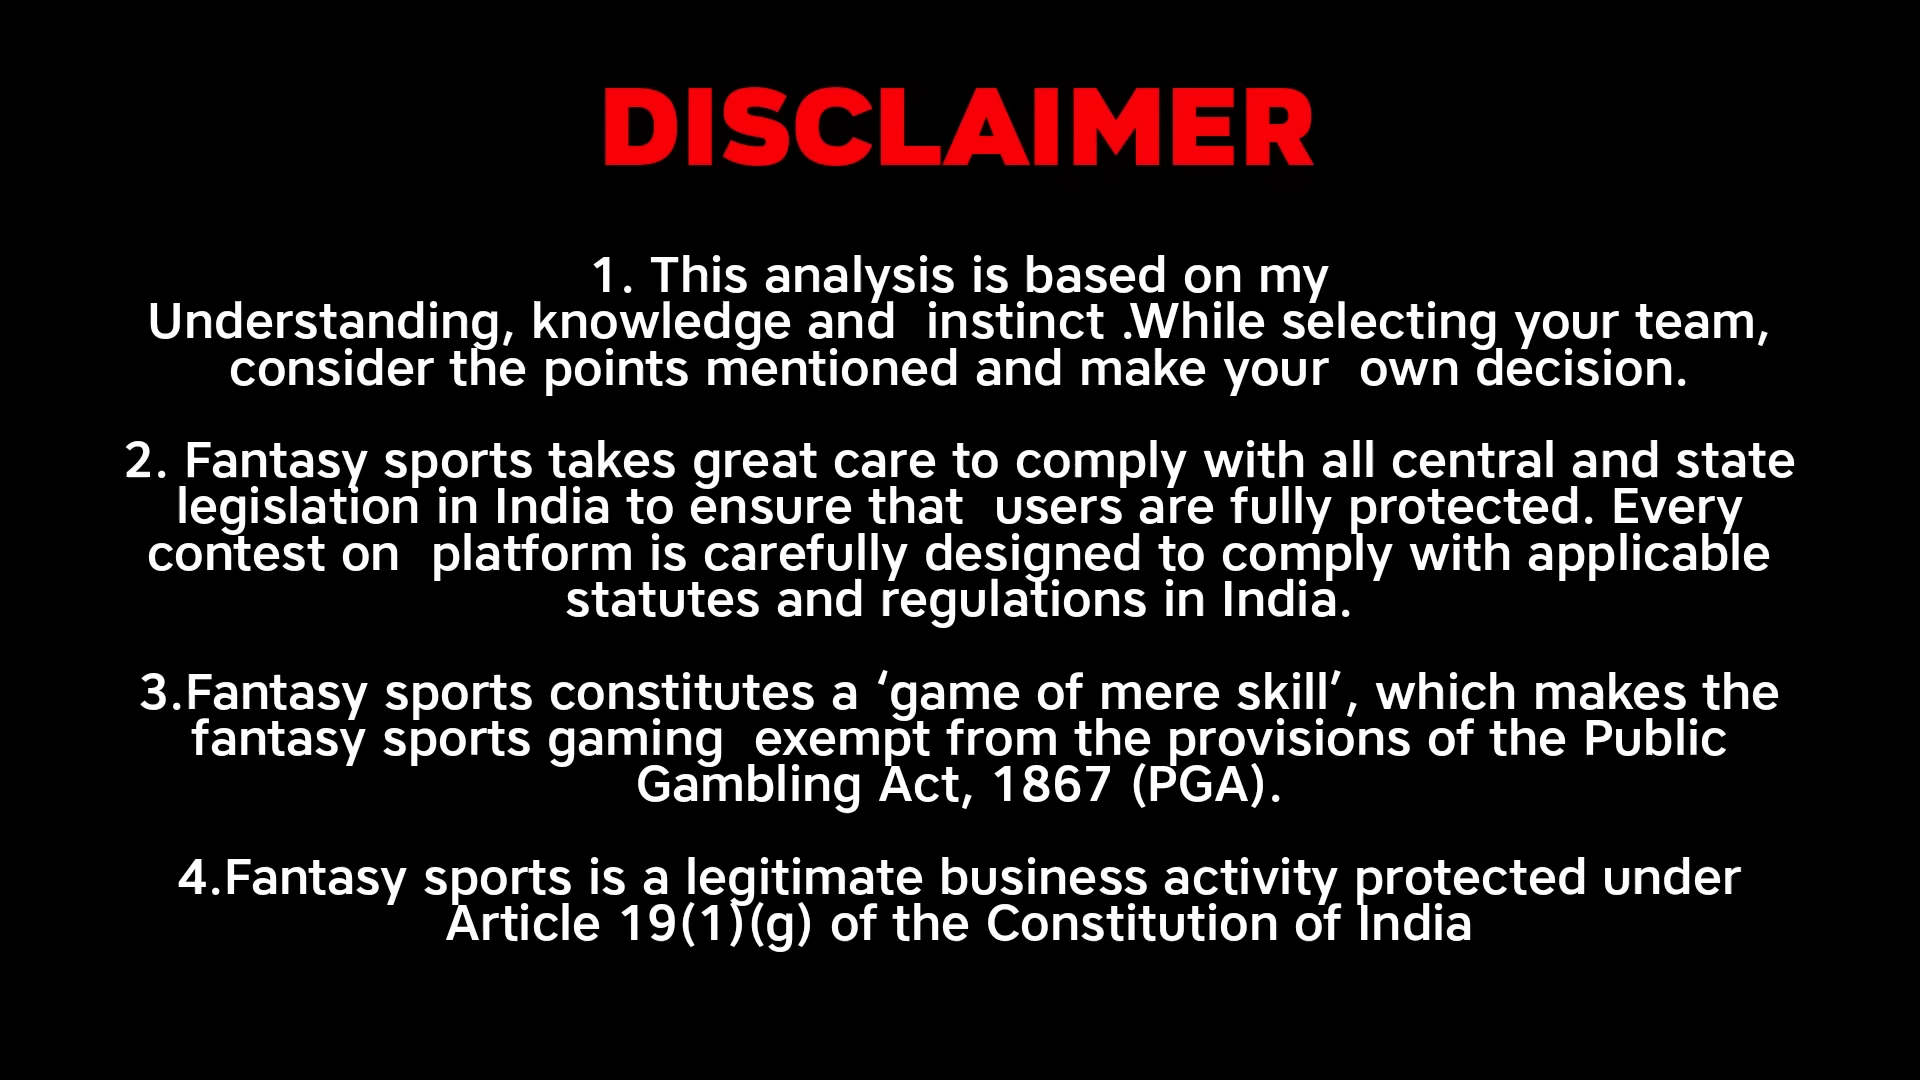 DISCLAIMER
1. This analysis is based on my
Understanding, knowledge and  instinct .While selecting your team,
consider the points mentioned and make your  own decision.
2. Fantasy sports takes great care to comply with all central and state
legislation in India to ensure that  users are fully protected. Every
contest on  platform is carefully designed to comply with applicable
statutes and regulations in India.
3.Fantasy sports constitutes a ‘game of mere skill’, which makes the
fantasy sports gaming  exempt from the provisions of the Public
Gambling Act, 1867 (PGA).
4.Fantasy sports is a legitimate business activity protected under
Article 19(1)(g) of the Constitution of India